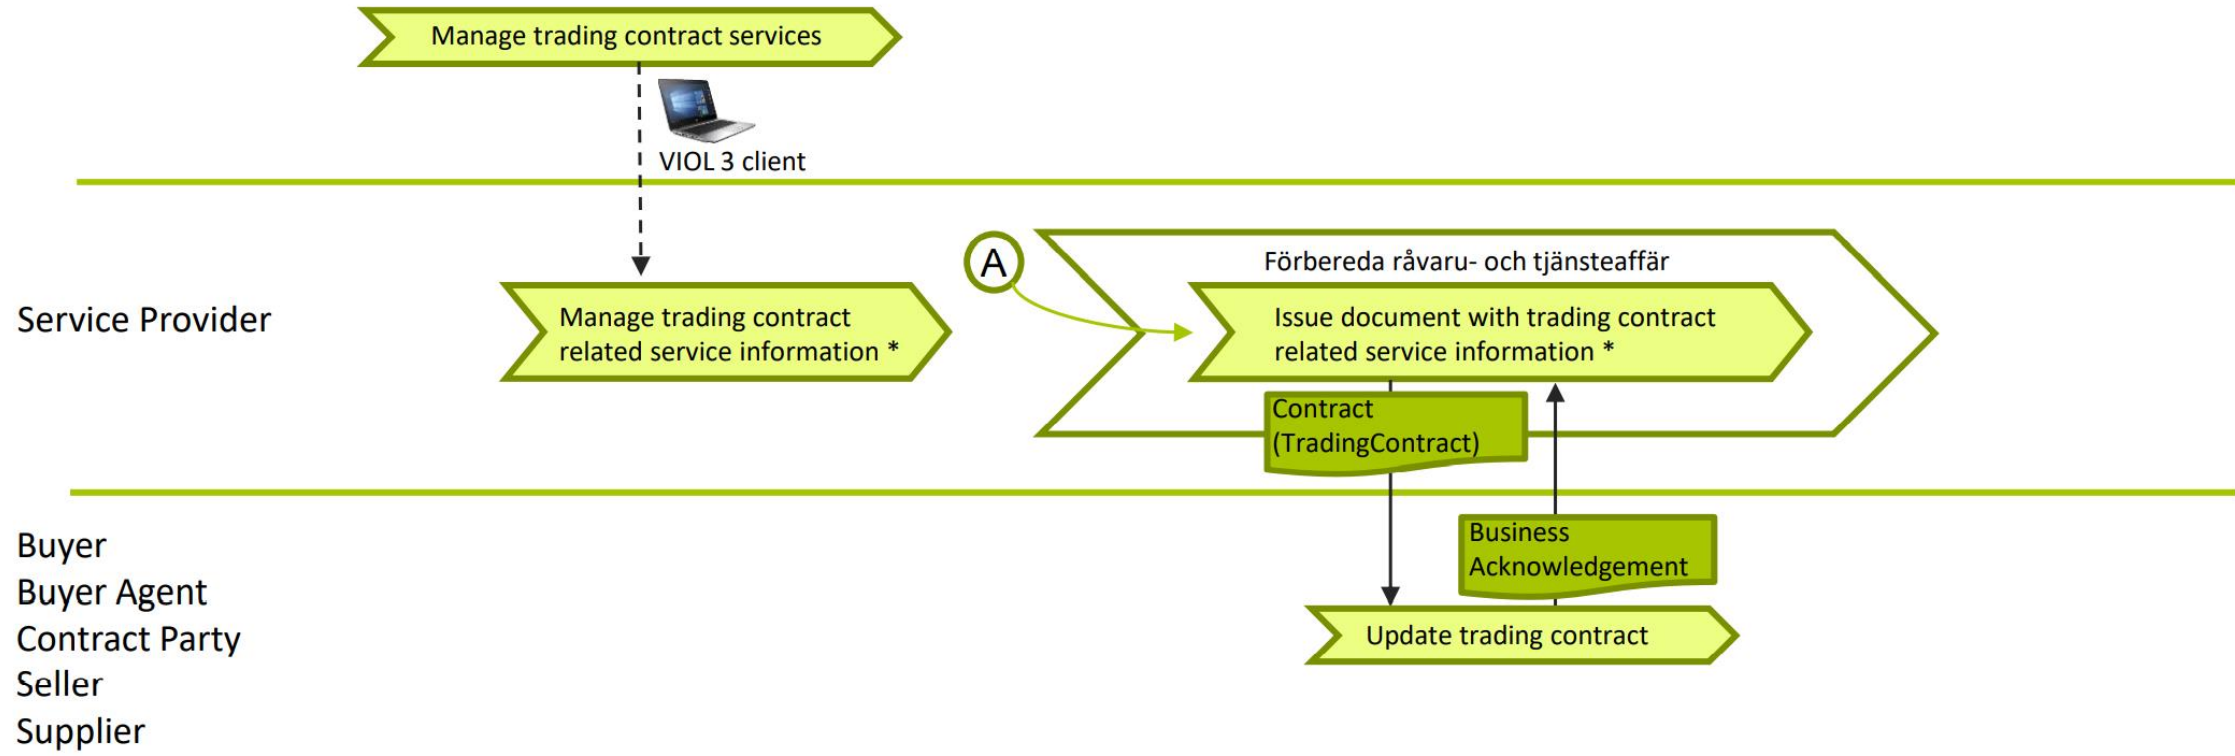 Manage trading contract services
VIOL 3 client
Service Provider
Manage trading contract
related service information *
A
Förbereda råvaru- och tjänsteaffär
Issue document with trading contract
related service information *
Contract
(TradingContract)
Business
Acknowledgement
Update trading contract
Buyer
Buyer Agent
Contract Party
Seller
Supplier